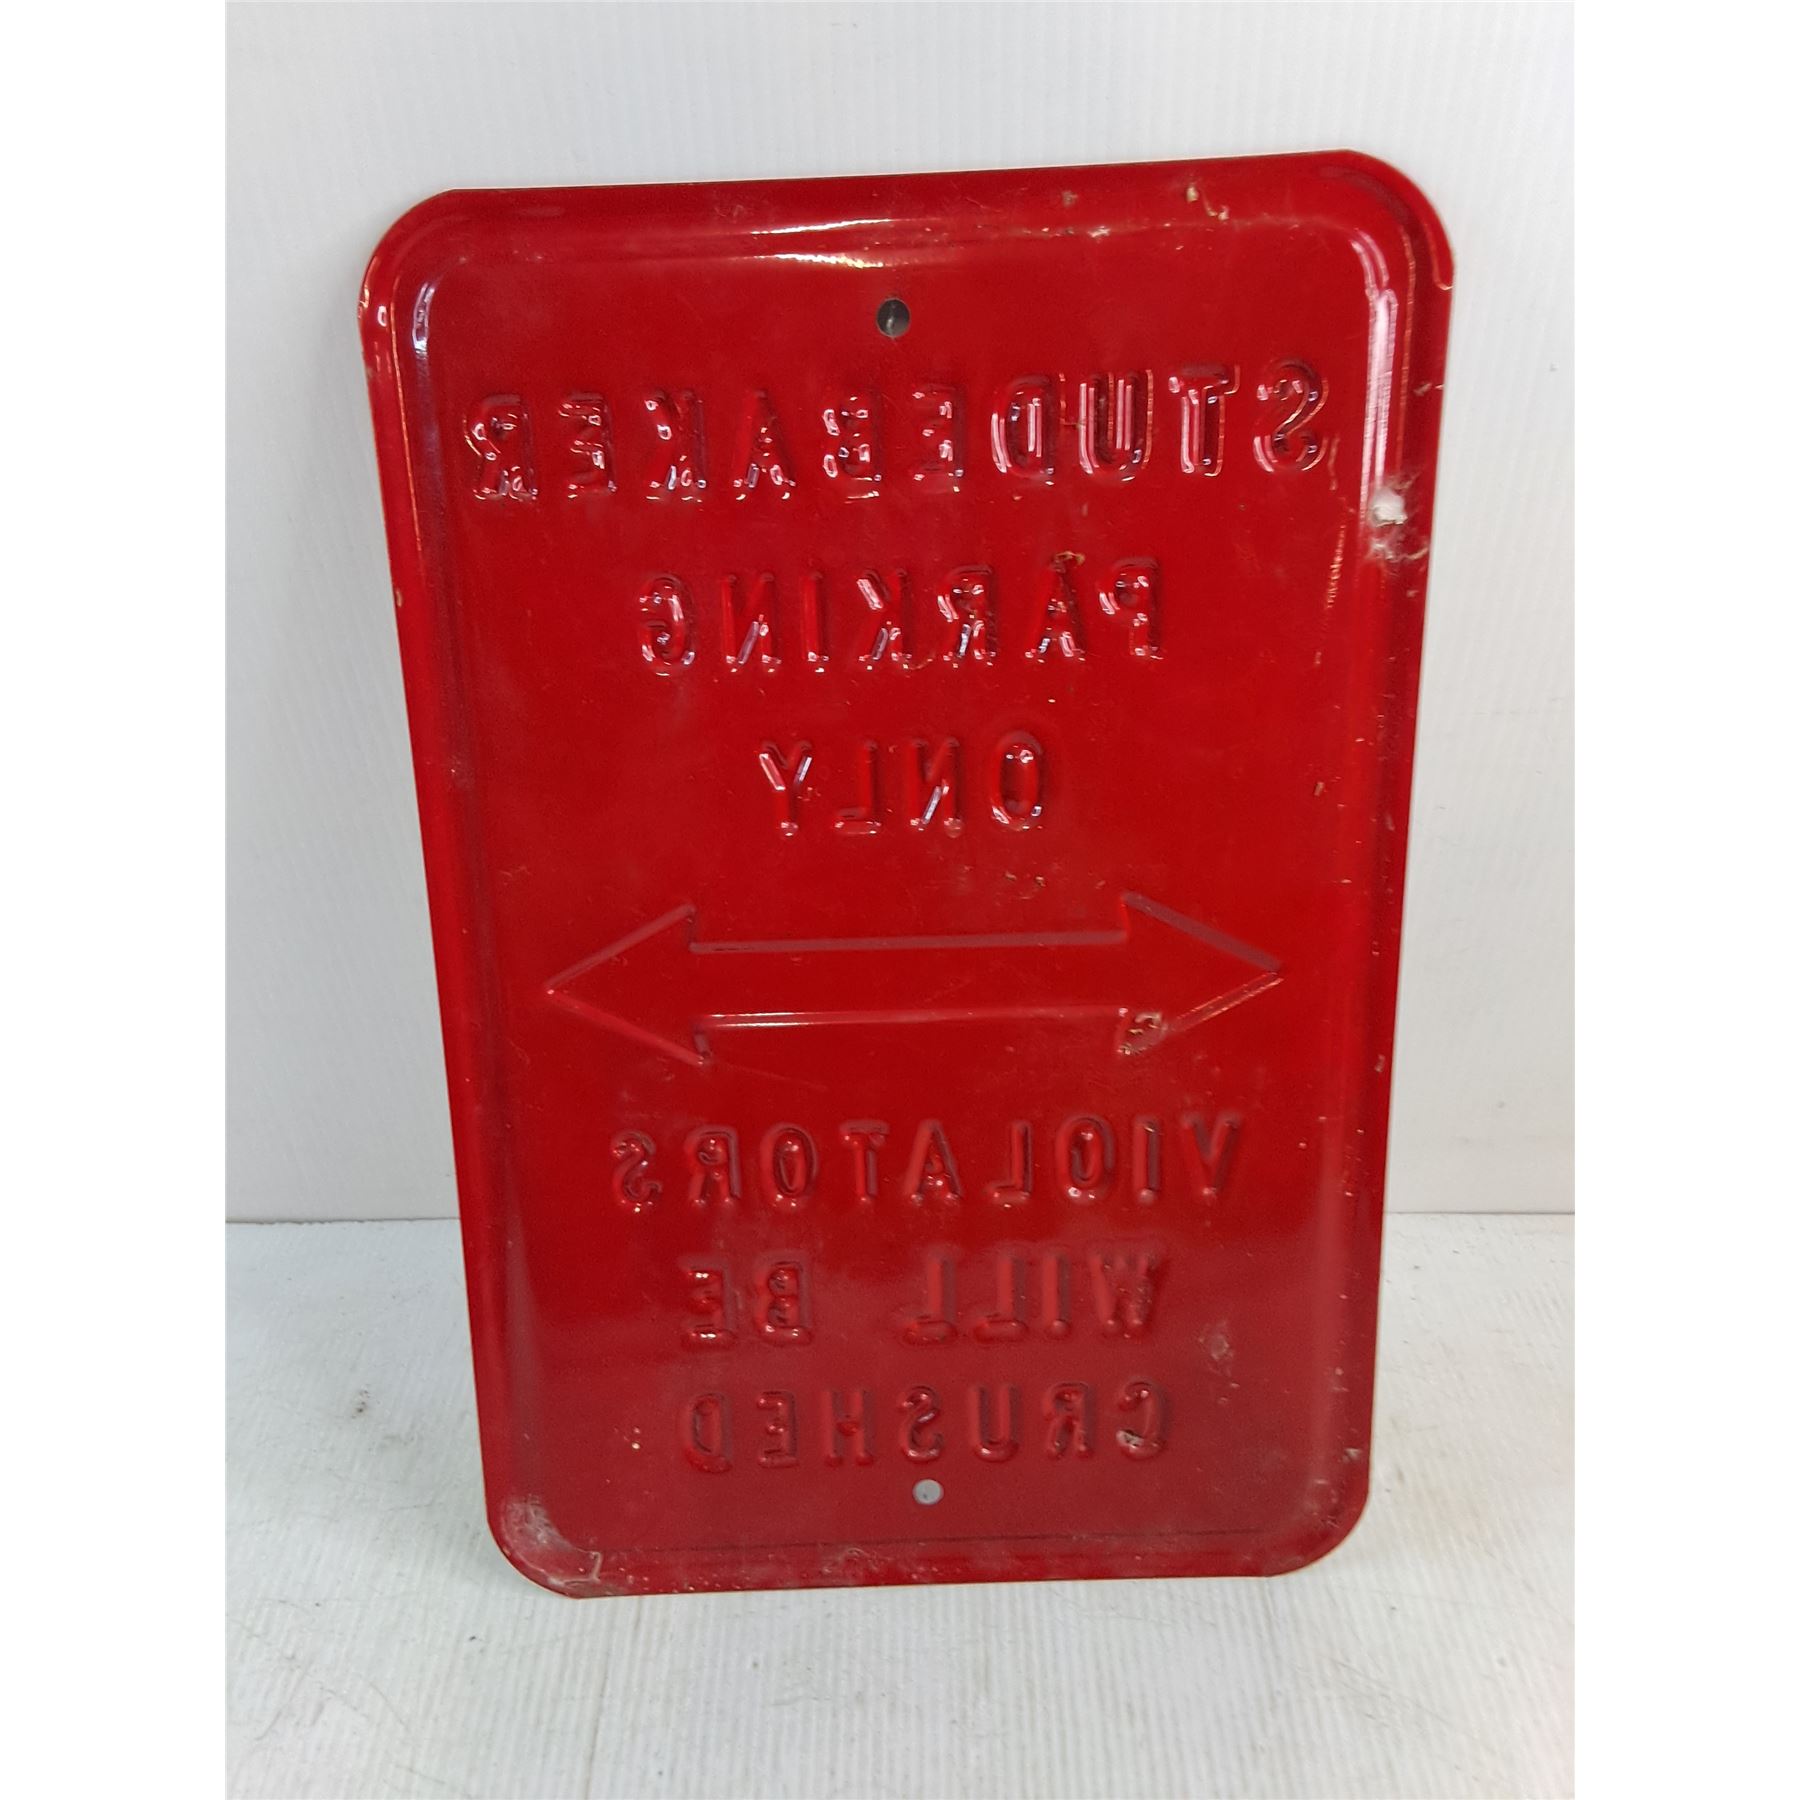 STUDEBAKER
PARKING
ONLY
VIOLATORS
WILL BE
CRUSHED